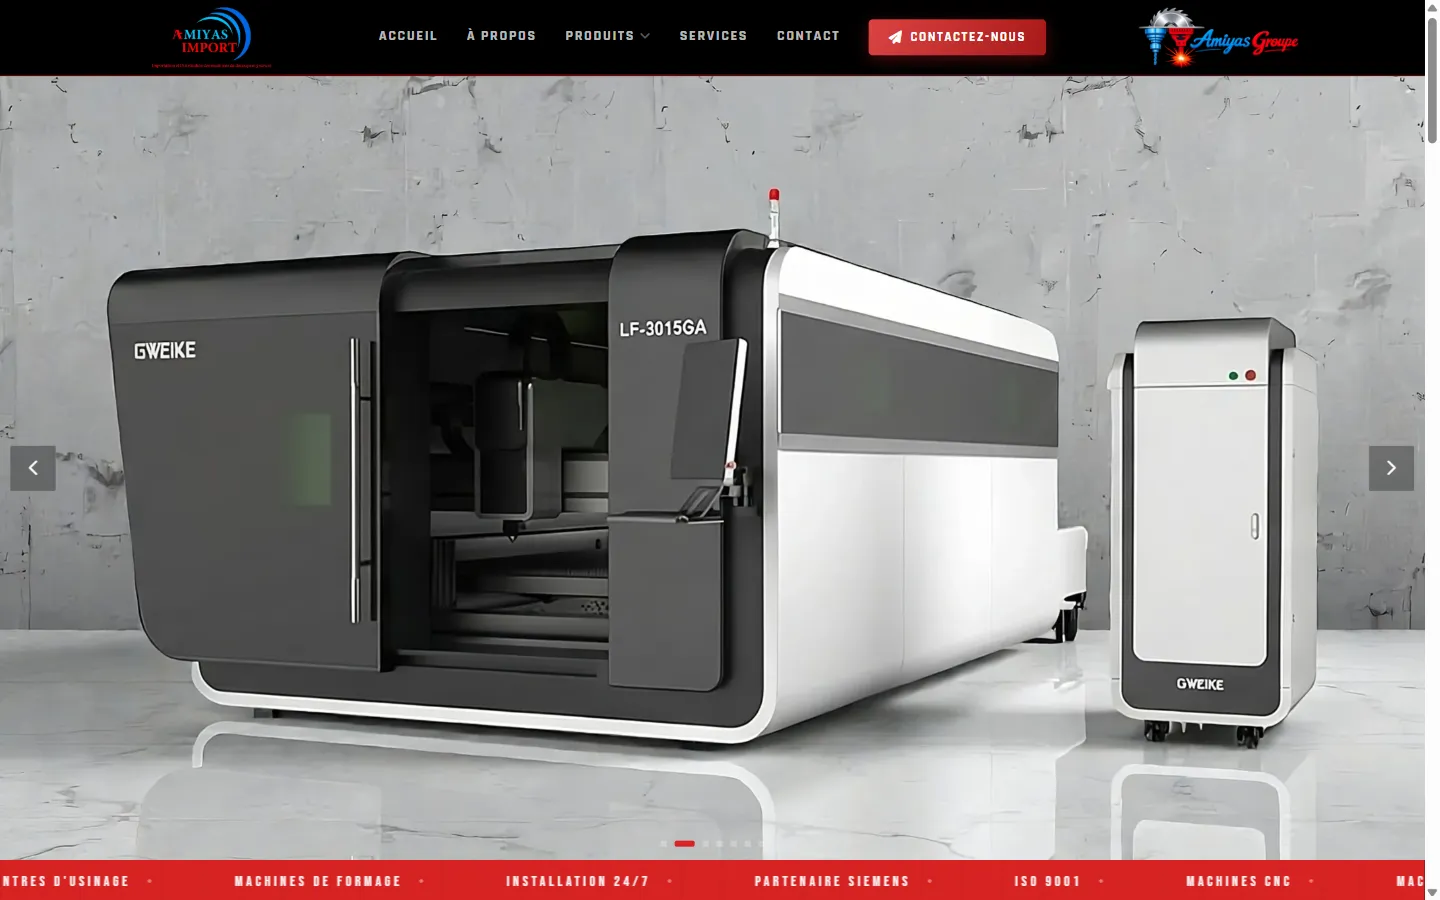 AMIYAS
IMPORT
ACCUEIL
À PROPOS
PRODUITS
SERVICES
CONTACT
CONTACTEZ-NOUS
Amiyas Groupe
GWEIKE
LF-3015GA
GWEIKE
NTRES D'USINAGE • MACHINES DE FORMAGE • INSTALLATION 24/7 • PARTENAIRE SIEMENS • ISO 9001 • MACHINES CNC • MAC